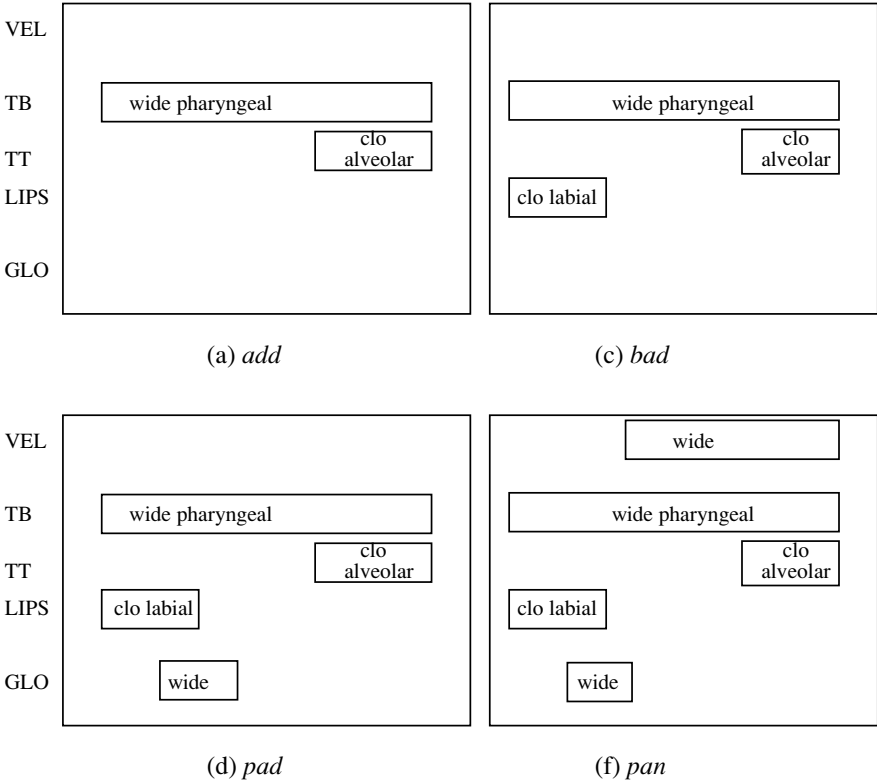 VEL
TB
wide pharyngeal
wide pharyngeal
clo
alveolar
clo
alveolar
TT
LIPS
clo labial
GLO
(a) add
(c) bad
VEL
wide
TB
wide pharyngeal
wide pharyngeal
clo
alveolar
clo
alveolar
TT
LIPS
clo labial
clo labial
GLO
wide
wide
(d) pad
(f) pan